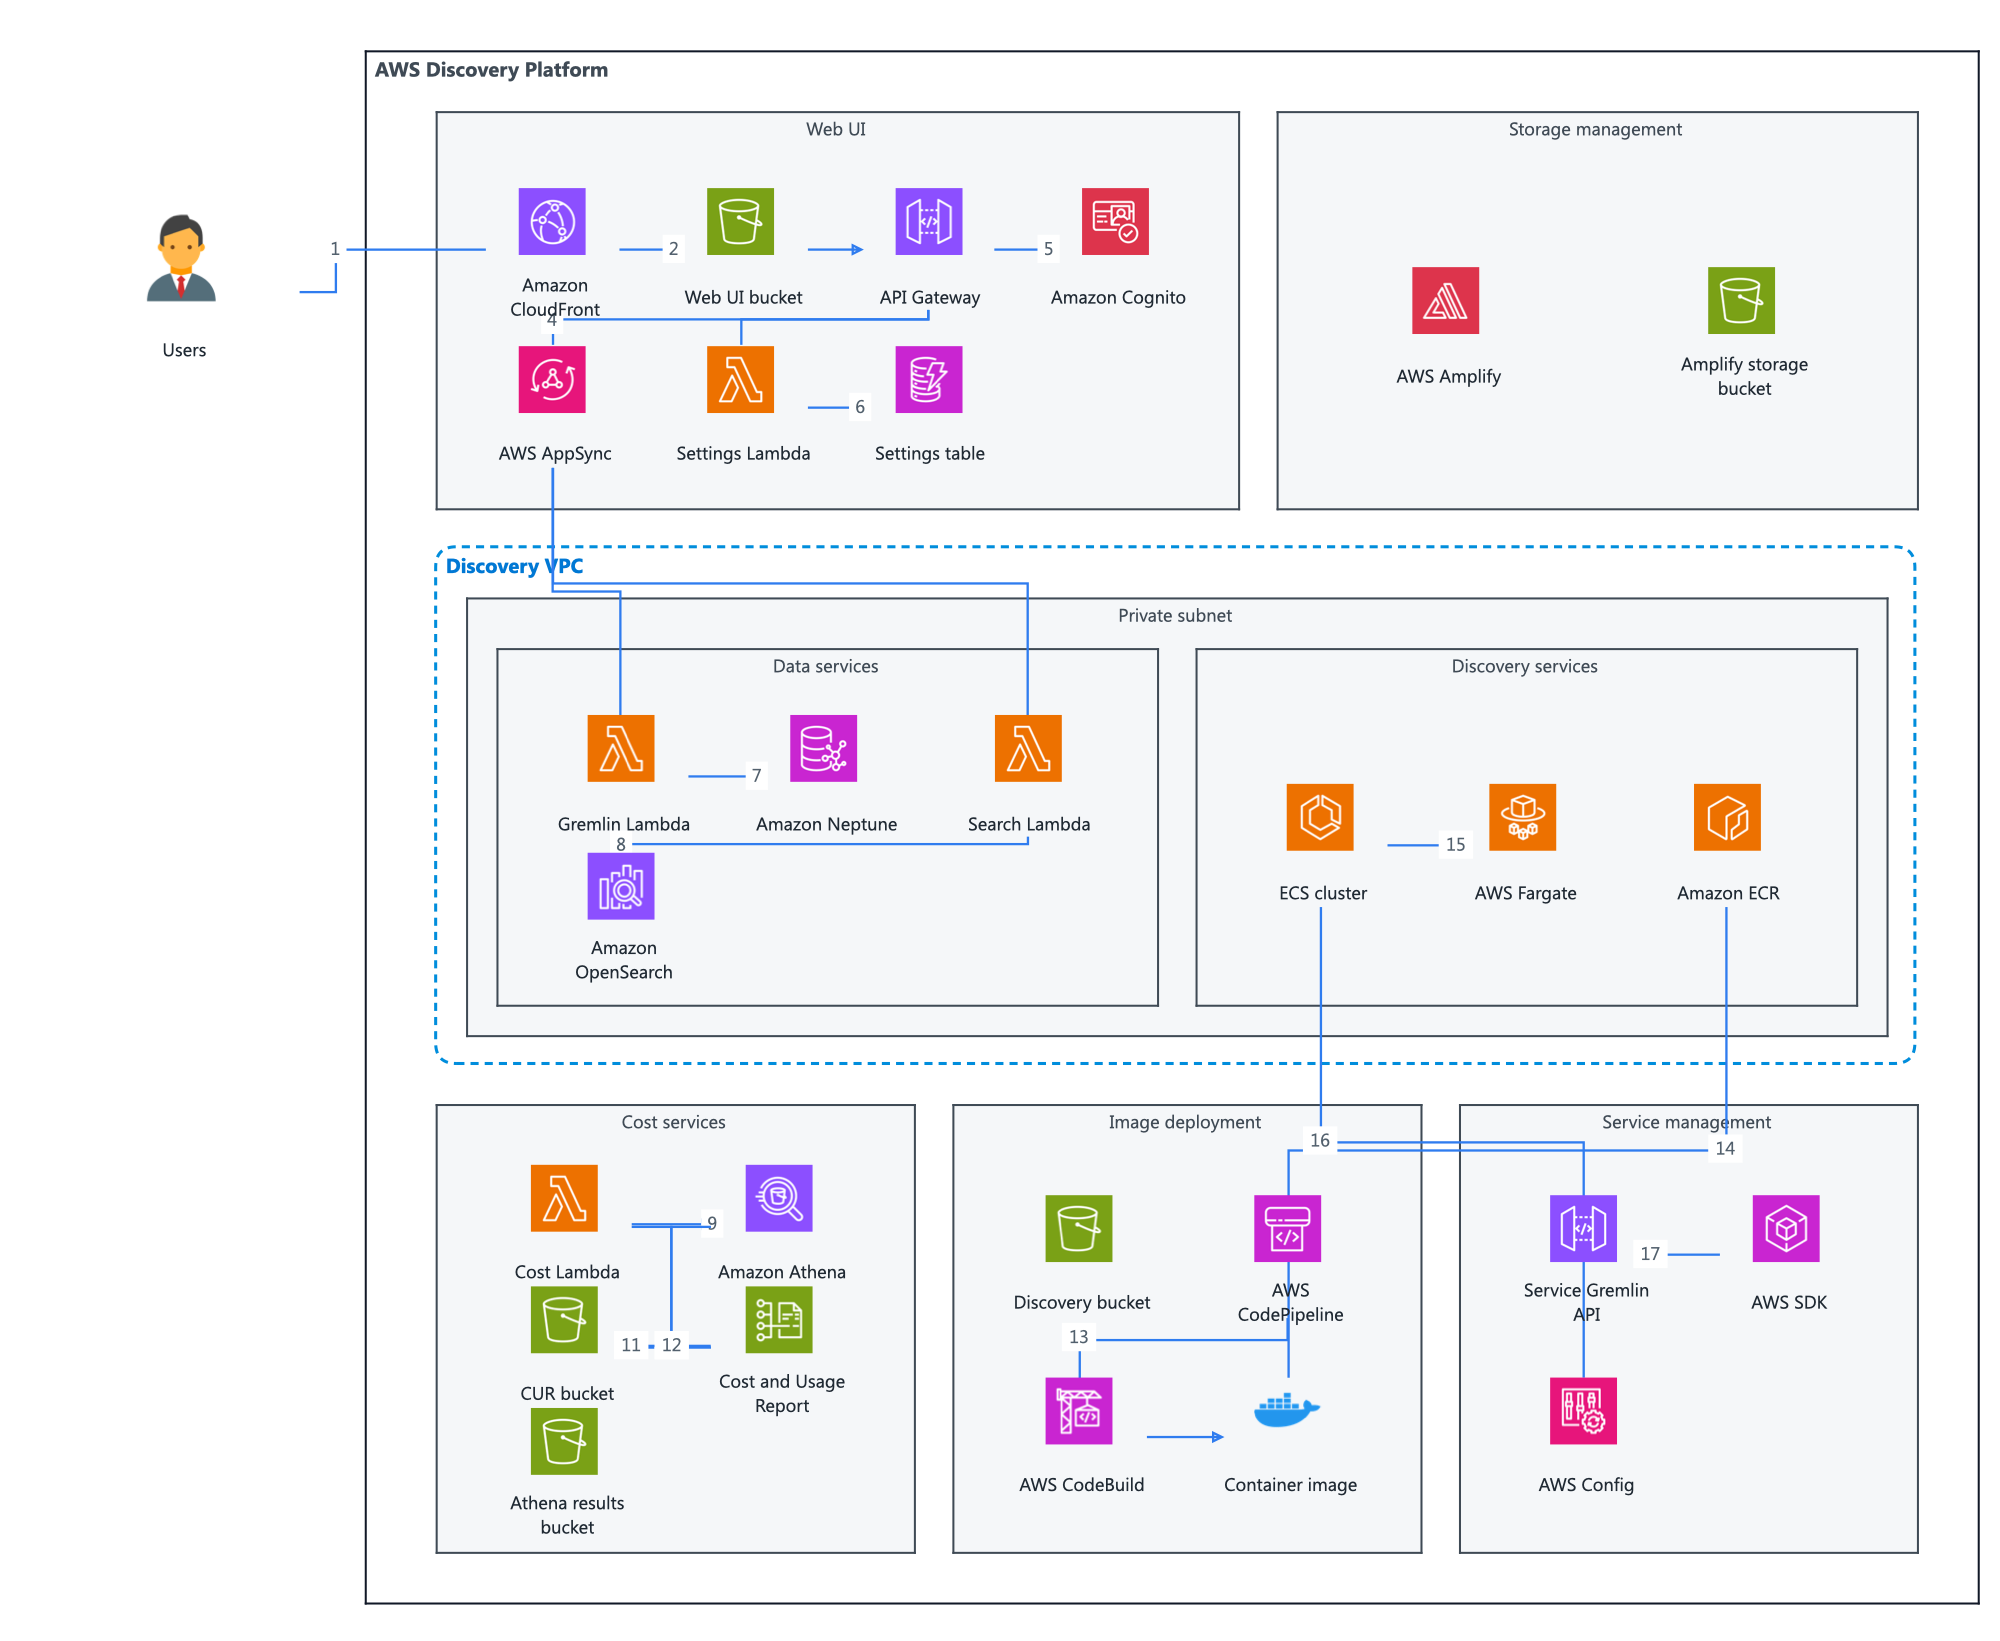 AWS Discovery Platform
Web UI
Storage management
1
2
5
Amazon
CloudFront
Web UI bucket
API Gateway
Amazon Cognito
4
Users
AWS Amplify
Amplify storage
bucket
6
AWS AppSync
Settings Lambda
Settings table
Discovery VPC
Private subnet
Data services
Discovery services
7
Gremlin Lambda
Amazon Neptune
Search Lambda
8
15
ECS cluster
AWS Fargate
Amazon ECR
Amazon
OpenSearch
Cost services
Image deployment
Service management
16
14
9
17
Cost Lambda
Amazon Athena
Discovery bucket
AWS
CodePipeline
Service Gremlin
API
AWS SDK
11
12
13
CUR bucket
Cost and Usage
Report
AWS CodeBuild
Container image
AWS Config
Athena results
bucket